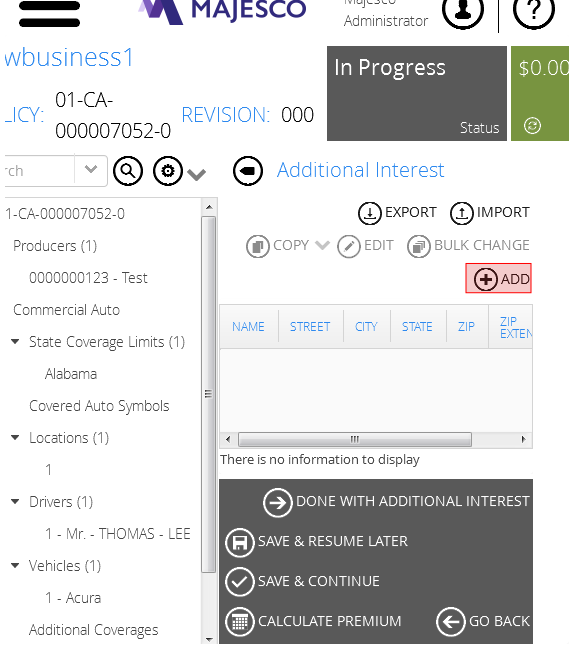 MAJESCO
Majesco
Administrator
?
wbusiness1
LICY: 01-CA-
000007052-0
REVISION: 000
In Progress
Status
$0.00
rch
Additional Interest
1-CA-000007052-0
Producers (1)
0000000123 - Test
Commercial Auto
State Coverage Limits (1)
Alabama
Covered Auto Symbols
Locations (1)
1
Drivers (1)
1 - Mr. - THOMAS - LEE
Vehicles (1)
1 - Acura
Additional Coverages
EXPORT IMPORT
COPY EDIT BULK CHANGE
ADD
NAME STREET CITY STATE ZIP ZIP
EXTEN
There is no information to display
DONE WITH ADDITIONAL INTEREST
SAVE & RESUME LATER
SAVE & CONTINUE
CALCULATE PREMIUM GO BACK